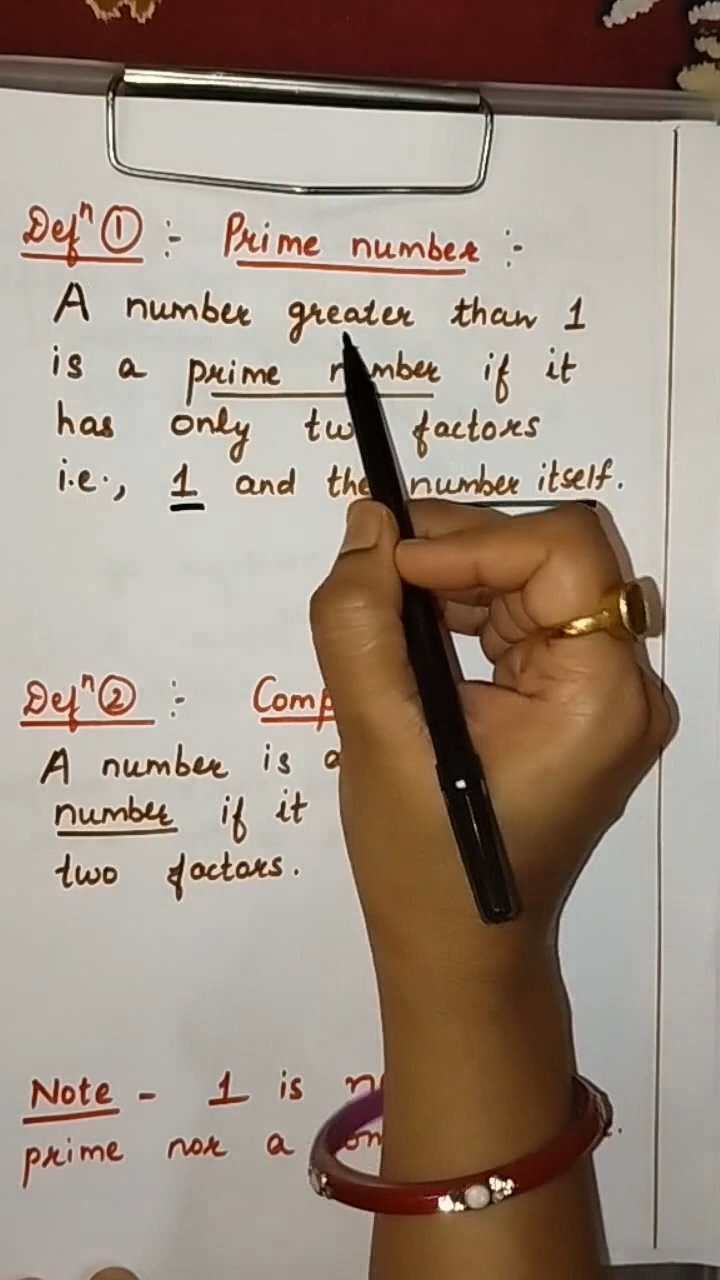 Defⁿ ① :- Prime number :-
A number greater than 1
is a prime number if it
has only two factors
i.e., 1 and the number itself.
Defⁿ ② :-
A number is
number if it
two factors.
Note - 1 is
prime nor a